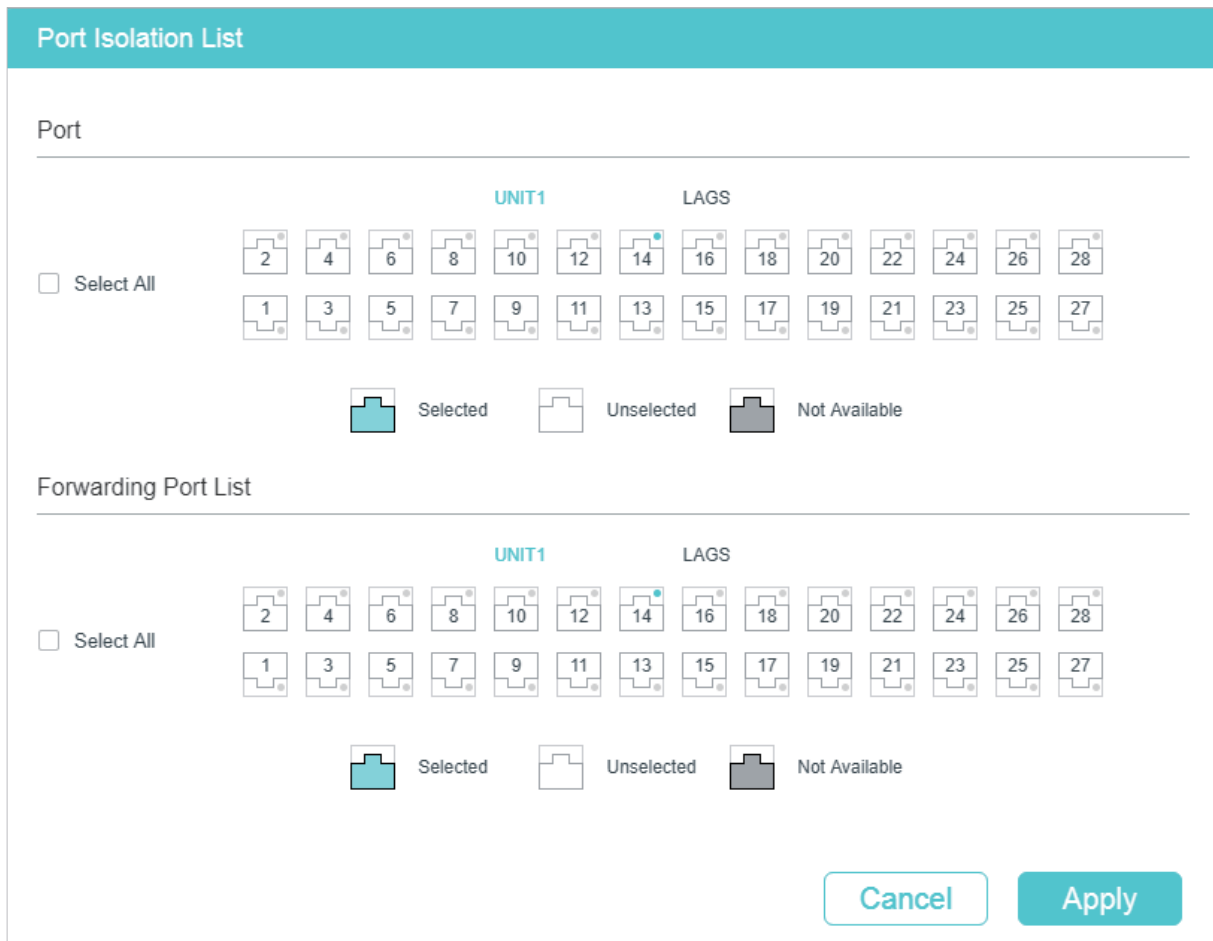 Port Isolation List
Port
UNIT1 LAGS
2 4 6 8 10 12 14 16 18 20 22 24 26 28
Select All
1 3 5 7 9 11 13 15 17 19 21 23 25 27
Selected Unselected Not Available
Forwarding Port List
UNIT1 LAGS
2 4 6 8 10 12 14 16 18 20 22 24 26 28
Select All
1 3 5 7 9 11 13 15 17 19 21 23 25 27
Selected Unselected Not Available
Cancel Apply